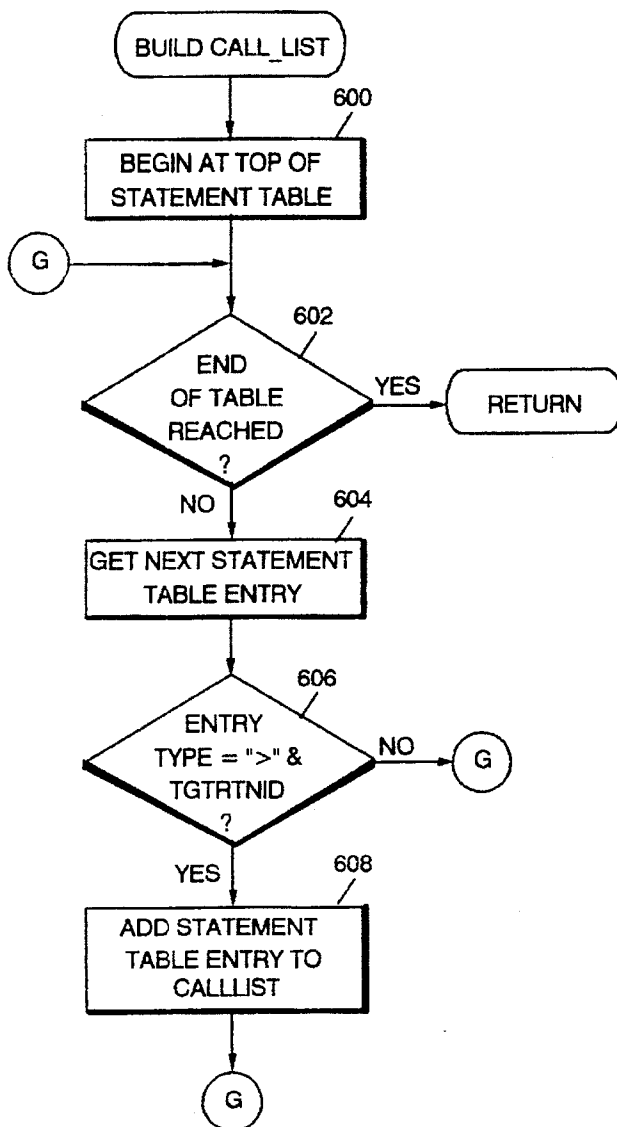 BUILD CALL_LIST
600
BEGIN AT TOP OF
STATEMENT TABLE
G
602
END
OF TABLE
REACHED
?
YES
RETURN
NO
604
GET NEXT STATEMENT
TABLE ENTRY
606
ENTRY
TYPE = ">" &
TGTRTNID
?
NO
G
YES
608
ADD STATEMENT
TABLE ENTRY TO
CALLLIST
G